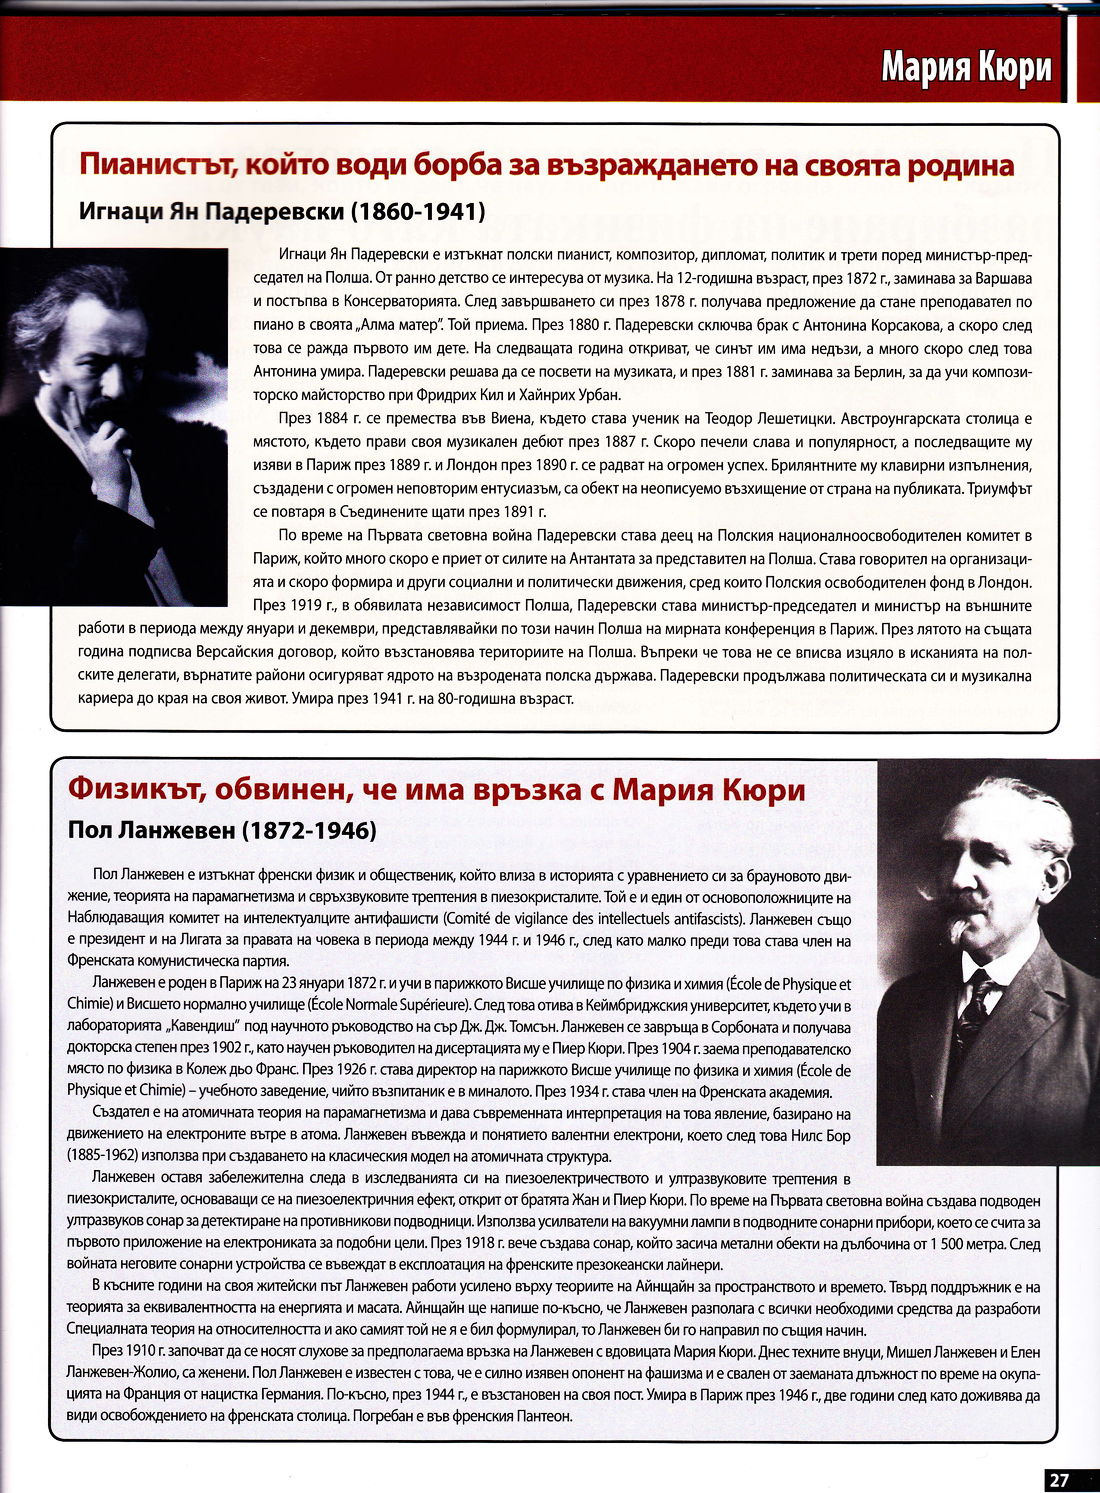 Мария Кюри
Пианистът, който води борба за възраждането на своята родина
Игнаци Ян Падеревски (1860-1941)
Игнаци Ян Падеревски е изтъкнат полски пианист, композитор, дипломат, политик и трети поред министър-пред-
седател на Полша. От ранно детство се интересува от музика. На 12-годишна възраст, през 1872 г., заминава за Варшава
и постъпва в Консерваторията. След завършването си през 1878 г. получава предложение да стане преподавател по
пиано в своята „Алма матер“. Той приема. През 1880 г. Падеревски сключва брак с Антонина Корсакова, а скоро след
това се ражда първото им дете. На следващата година откриват, че синът им има недъзи, а много скоро след това
Антонина умира. Падеревски решава да се посвети на музиката, и през 1881 г. заминава за Берлин, за да учи компози-
торско майсторство при Фридрих Кил и Хайнрих Урбан.
През 1884 г. се премества във Виена, където става ученик на Теодор Лешетицки. Австроунгарската столица е
мястото, където прави своя музикален дебют през 1887 г. Скоро печели слава и популярност, а последващите му
изяви в Париж през 1889 г. и Лондон през 1890 г. се радват на огромен успех. Брилянтните му клавирни изпълнения,
създадени с огромен неповторим ентусиазъм, са обект на неописуемо възхищение от страна на публиката. Триумфът
се повтаря в Съединените щати през 1891 г.
По време на Първата световна война Падеревски става деец на Полския националноосвободителен комитет в
Париж, който много скоро е приет от силите на Антантата за представител на Полша. Става говорител на организаци-
ята и скоро формира и други социални и политически движения, сред които Полския освободителен фонд в Лондон.
През 1919 г., в обявилата независимост Полша, Падеревски става министър-председател и министър на външните
работи в периода между януари и декември, представлявайки по този начин Полша на мирната конференция в Париж. През лятото на същата
година подписва Версайския договор, който възстановява териториите на Полша. Въпреки че това не се вписва изцяло в исканията на пол-
ските делегати, върнатите райони осигуряват ядрото на възродената полска държава. Падеревски продължава политическата си и музикална
кариера до края на своя живот. Умира през 1941 г. на 80-годишна възраст.
Физикът, обвинен, че има връзка с Мария Кюри
Пол Ланжевен (1872-1946)
Пол Ланжевен е изтъкнат френски физик и общественик, който влиза в историята с уравнението си за брауновото дви-
жение, теорията на парамагнетизма и свръхзвуковите трептения в пиезокристалите. Той е и един от основоположниците на
Наблюдаващия комитет на интелектуалците антифашисти (Comité de vigilance des intellectuels antifascists). Ланжевен също
е президент и на Лигата за правата на човека в периода между 1944 г. и 1946 г., след като малко преди това става член на
Френската комунистическа партия.
Ланжевен е роден в Париж на 23 януари 1872 г. и учи в парижкото Висше училище по физика и химия (École de Physique et
Chimie) и Висшето нормално училище (École Normale Supérieure). След това отива в Кеймбриджския университет, където учи в
лабораторията „Кавендиш“ под научното ръководство на сър Дж. Дж. Томсън. Ланжевен се завръща в Сорбоната и получава
докторска степен през 1902 г., като научен ръководител на дисертацията му е Пиер Кюри. През 1904 г. заема преподавателско
място по физика в Колеж дьо Франс. През 1926 г. става директор на парижкото Висше училище по физика и химия (École de
Physique et Chimie) – учебното заведение, чийто възпитаник е в миналото. През 1934 г. става член на Френската академия.
Създател е на атомичната теория на парамагнетизма и дава съвременната интерпретация на това явление, базирано на
движението на електроните вътре в атома. Ланжевен въвежда и понятието валентни електрони, което след това Нилс Бор
(1885-1962) използва при създаването на класическия модел на атомичната структура.
Ланжевен оставя забележителна следа в изследванията си на пиезоелектричеството и ултразвуковите трептения в
пиезокристалите, основаващи се на пиезоелектричния ефект, открит от братята Жан и Пиер Кюри. По време на Първата световна война създава подводен
ултразвуков сонар за детектиране на противникови подводници. Използва усилватели на вакуумни лампи в подводните сонарни прибори, което се счита за
първото приложение на електрониката за подобни цели. През 1918 г. вече създава сонар, който засича метални обекти на дълбочина от 1 500 метра. След
войната неговите сонарни устройства се въвеждат в експлоатация на френските презокеански лайнери.
В късните години на своя житейски път Ланжевен работи усилено върху теориите на Айнщайн за пространството и времето. Твърд поддръжник е на
теорията за еквивалентността на енергията и масата. Айнщайн ще напише по-късно, че Ланжевен разполага с всички необходими средства да разработи
Специалната теория на относителността и ако самият той не я е бил формулирал, то Ланжевен би го направил по същия начин.
През 1910 г. започват да се носят слухове за предполагаема връзка на Ланжевен с вдовицата Мария Кюри. Днес техните внуци, Мишел Ланжевен и Елен
Ланжевен-Жолио, са женени. Пол Ланжевен е известен с това, че е силно изявен опонент на фашизма и е свален от заеманата длъжност по време на окупа-
цията на Франция от нацистка Германия. По-късно, през 1944 г., е възстановен на своя пост. Умира в Париж през 1946 г., две години след като доживява да
види освобождението на френската столица. Погребан е във френския Пантеон.
27